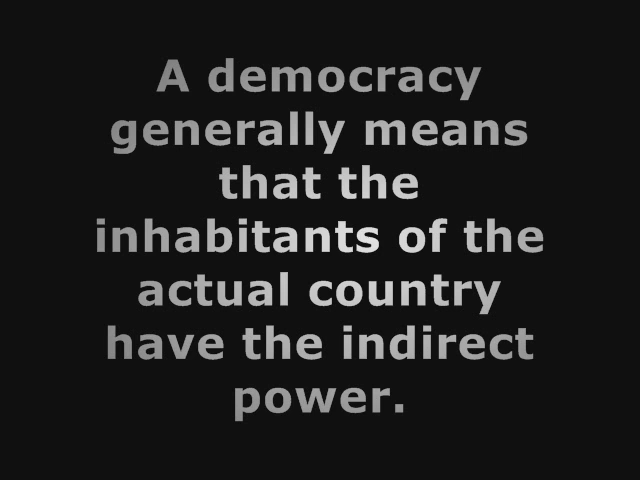 A democracy
generally means
that the
inhabitants of the
actual country
have the indirect
power.